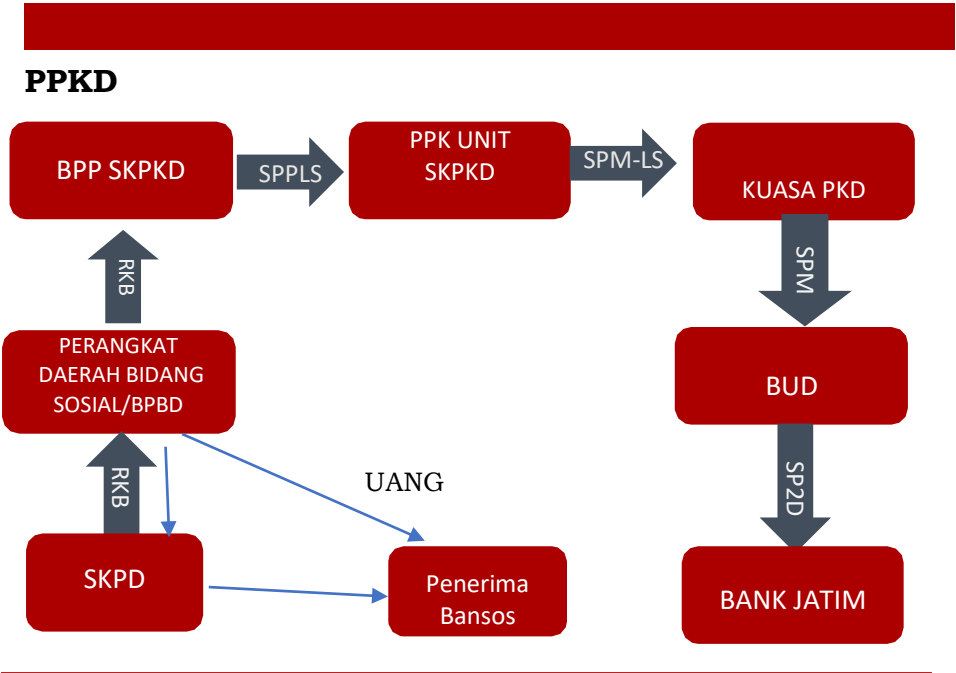 PPKD
BPP SKPKD
SPPLS
PPK UNIT
SKPKD
SPM-LS
KUASA PKD
RKB
SPM
PERANGKAT
DAERAH BIDANG
SOSIAL/BPBD
BUD
RKB
UANG
SP2D
SKPD
Penerima
Bansos
BANK JATIM